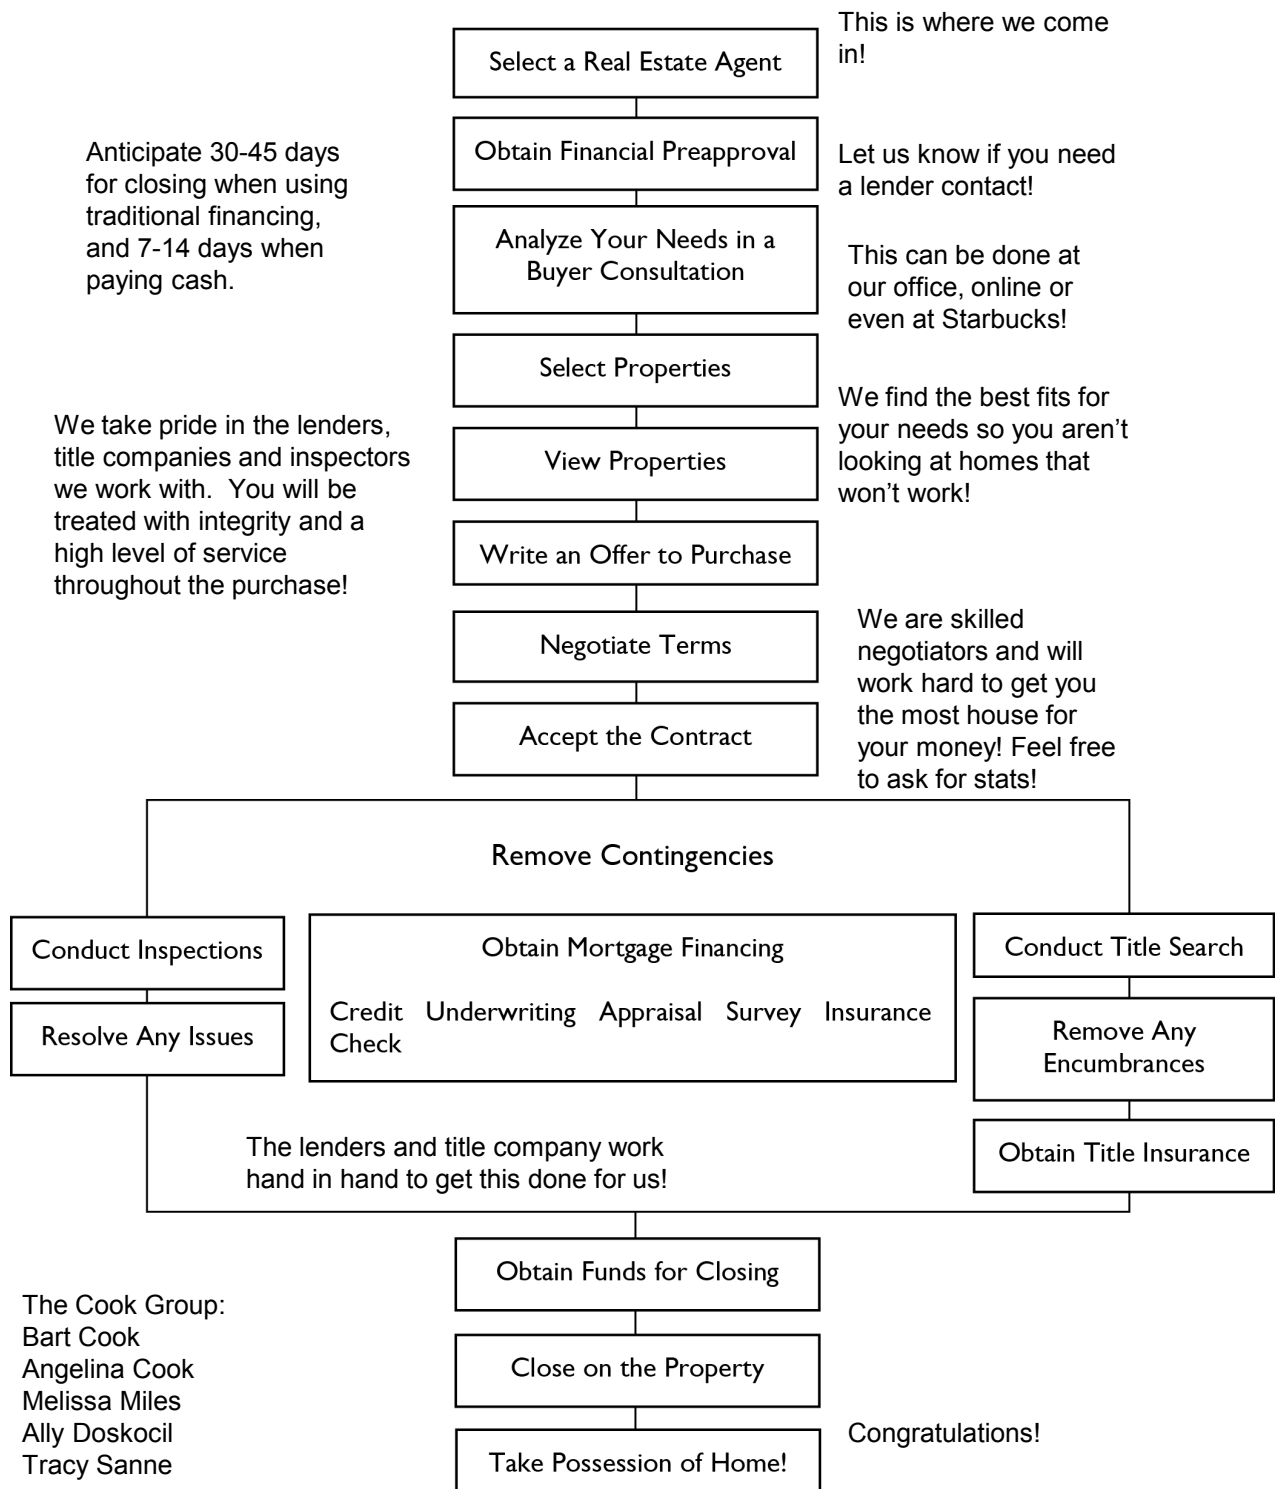 This is where we come
in!
Select a Real Estate Agent
Anticipate 30-45 days
for closing when using
traditional financing,
and 7-14 days when
paying cash.
Obtain Financial Preapproval
Let us know if you need
a lender contact!
Analyze Your Needs in a
Buyer Consultation
This can be done at
our office, online or
even at Starbucks!
Select Properties
We find the best fits for
your needs so you aren’t
looking at homes that
won’t work!
We take pride in the lenders,
title companies and inspectors
we work with.  You will be
treated with integrity and a
high level of service
throughout the purchase!
View Properties
Write an Offer to Purchase
Negotiate Terms
We are skilled
negotiators and will
work hard to get you
the most house for
your money! Feel free
to ask for stats!
Accept the Contract
Remove Contingencies
Conduct Inspections
Resolve Any Issues
Obtain Mortgage Financing
Credit Underwriting Appraisal Survey Insurance
Check
Conduct Title Search
Remove Any
Encumbrances
Obtain Title Insurance
The lenders and title company work
hand in hand to get this done for us!
Obtain Funds for Closing
Close on the Property
Take Possession of Home!
Congratulations!
The Cook Group:
Bart Cook
Angelina Cook
Melissa Miles
Ally Doskocil
Tracy Sanne